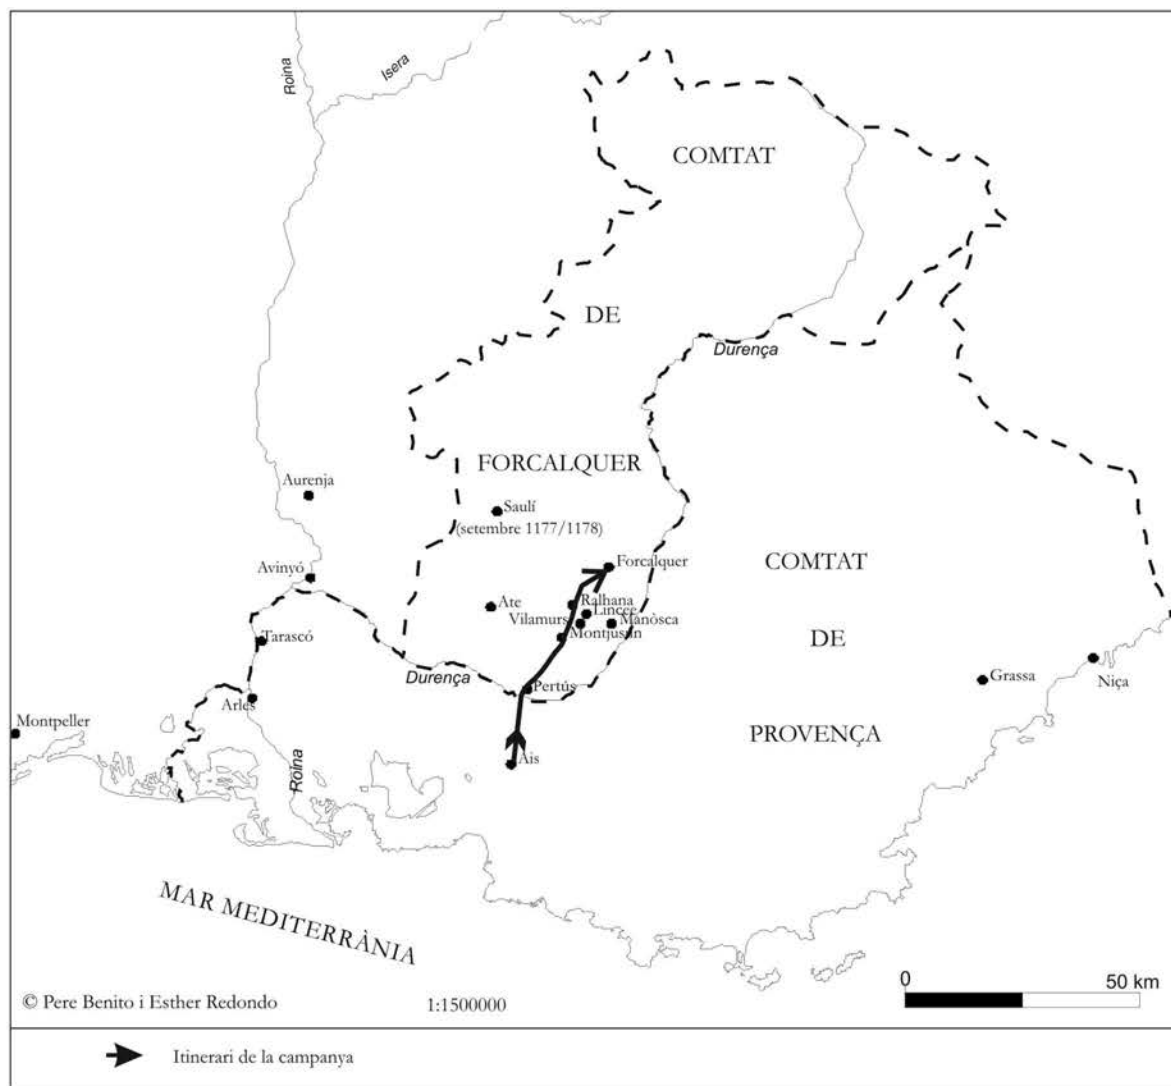 Roina
Isera
COMTAT
DE
Durença
FORCALQUER
Aurenja
Saulí
(setembre 1177/1178)
Avinyó
Forcalquer
COMTAT
Ate
Ralhana
Lincee
Vilamurs
Manòsca
Montjustin
Tarascó
DE
Durença
Pertús
Grassa
Niça
Arles
Montpeller
PROVENÇA
Roina
Ais
MAR MEDITERRÀNIA
0
50 km
© Pere Benito i Esther Redondo
1:1500000
Itinerari de la campanya